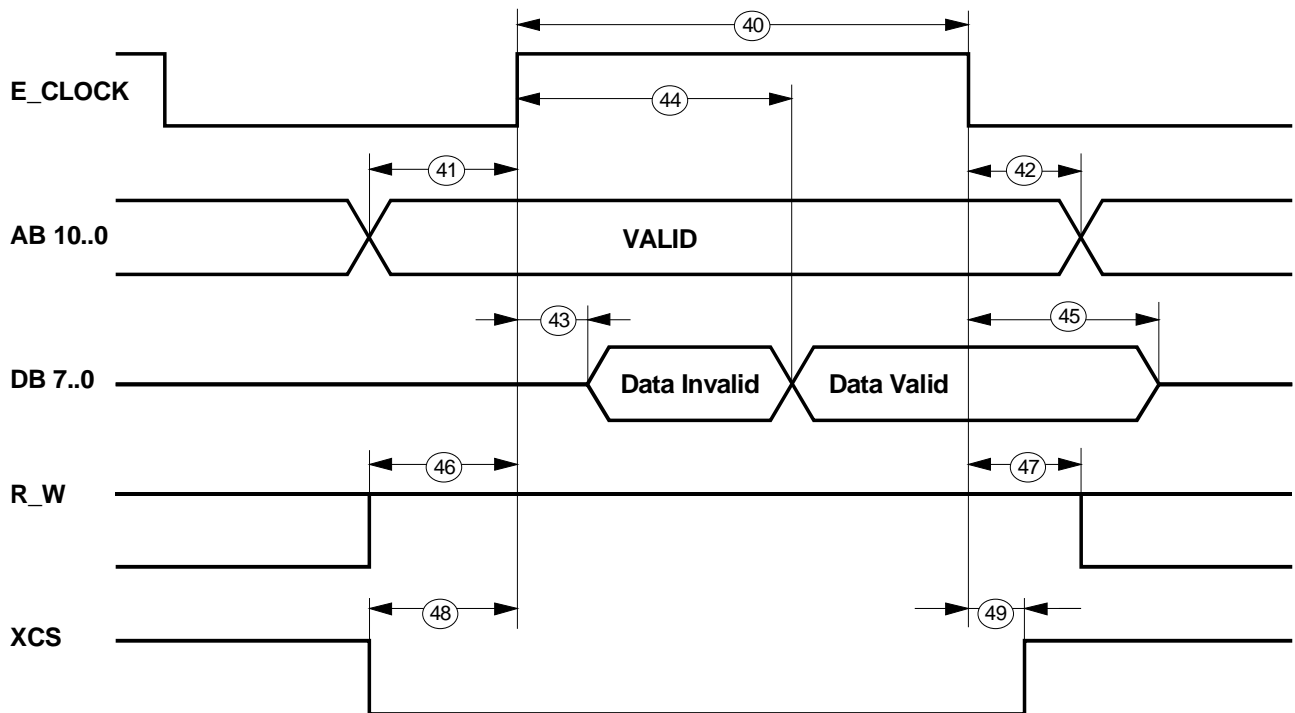 40
E_CLOCK
44
41
42
AB 10..0
VALID
43
45
DB 7..0
Data Invalid
Data Valid
46
47
R_W
48
49
XCS